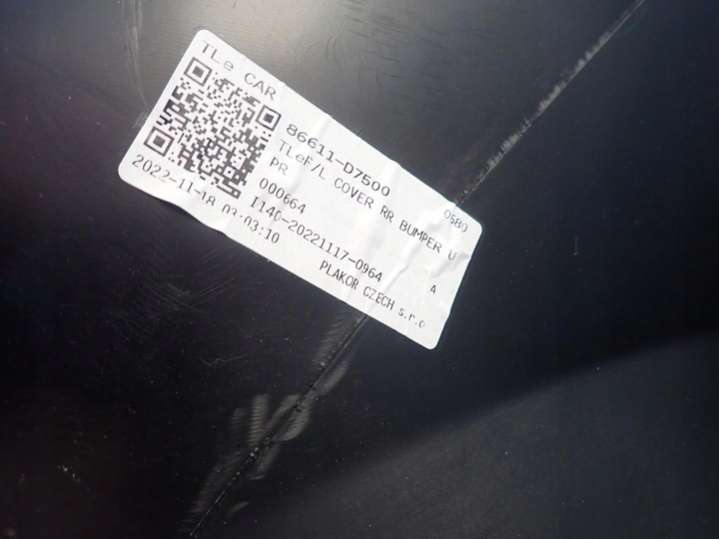 TLe CAR
86611-D7500
TLeF/L COVER RR BUMPER U
PR
000664
I140-20221117-0964 A
2022-11-18 03:03:10
PLAKOR CZECH s.r.o